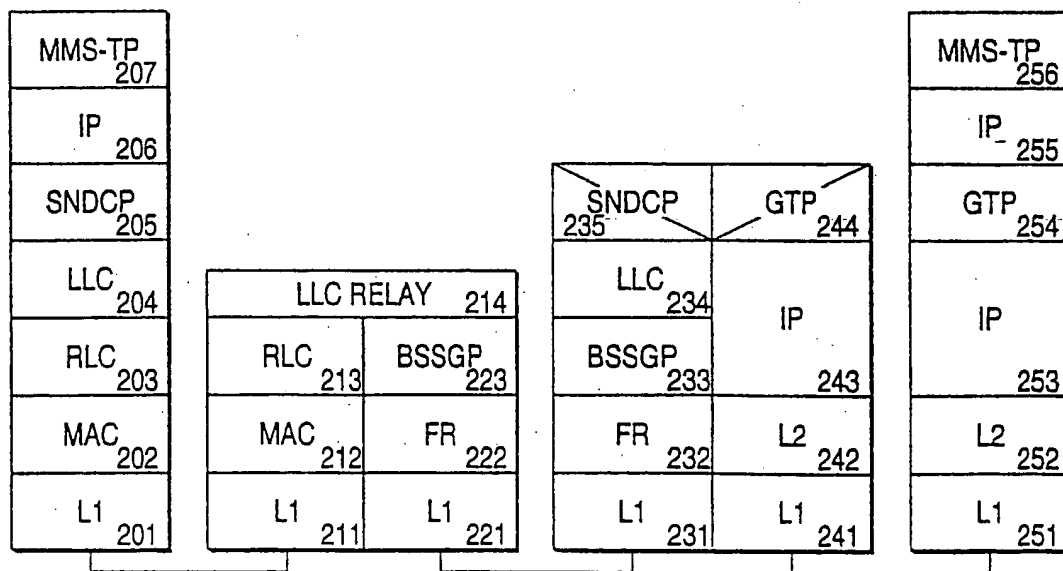 MMS-TP
207
IP
206
SNDCP
205
LLC
204
RLC
203
MAC
202
L1
201
LLC RELAY
214
RLC
213
BSSGP
223
MAC
212
FR
222
L1
211
L1
221
SNDCP
235
GTP
244
LLC
234
IP
243
BSSGP
233
FR
232
L2
242
L1
231
L1
241
MMS-TP
256
IP
255
GTP
254
IP
253
L2
252
L1
251